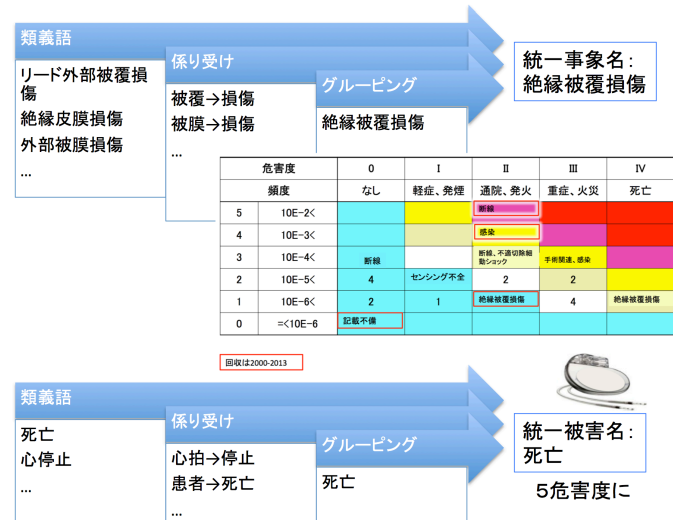 類義語
リード外部被覆損
傷
絶縁皮膜損傷
外部被膜損傷
...
係り受け
被覆→損傷
被膜→損傷
...
グルーピング
絶縁被覆損傷
統一事象名:
絶縁被覆損傷
危害度 0 I II III IV
頻度 なし 軽症、発煙 通院、発火 重症、火災 死亡
5 10E-2< 断線
4 10E-3< 感染
3 10E-3< 断線 断線、不適切除細
動ショック 手術関連、感染
2 10E-5< 4 センシング不全 2 2
1 10E-6< 2 1 絶縁被覆損傷 4 絶縁被覆損傷
0 =<10E-6 記載不備
回収は2000-2013
類義語
死亡
心停止
...
係り受け
心拍→停止
患者→死亡
...
グルーピング
死亡
統一被害名:
死亡
5危害度に